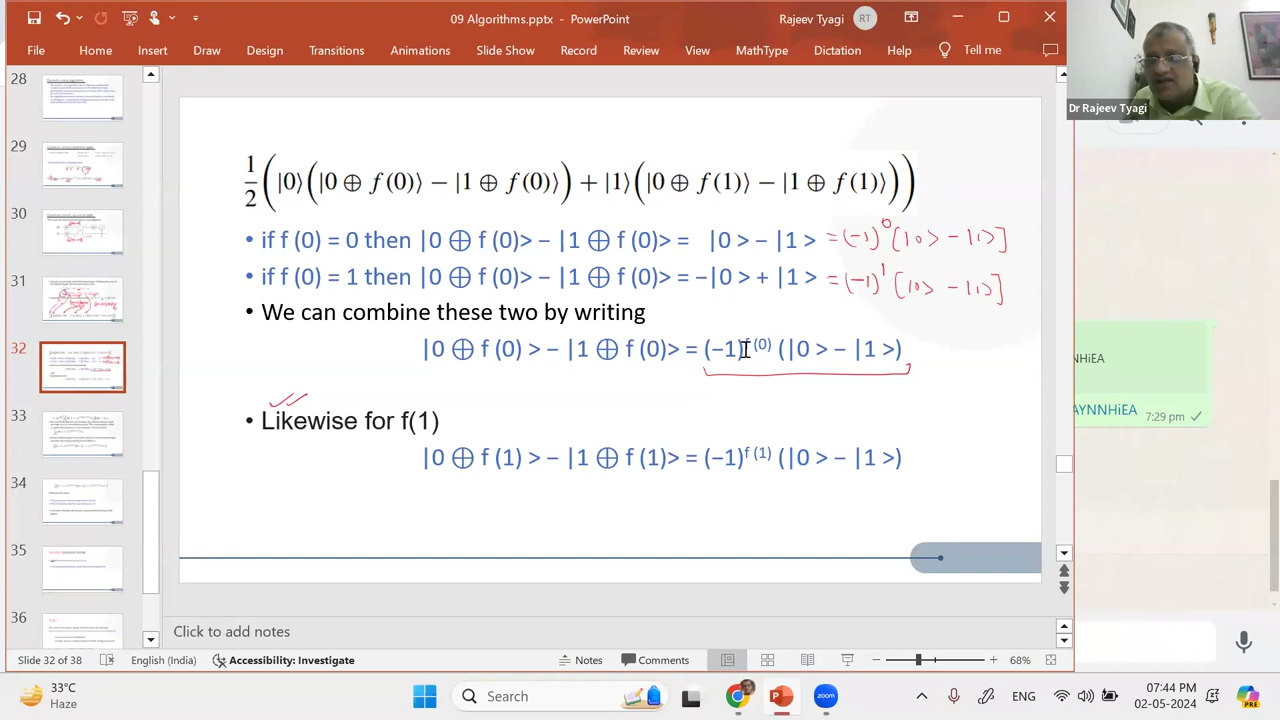 09 Algorithms.pptx - PowerPoint
Rajeev Tyagi
RT
File Home Insert Draw Design Transitions Animations Slide Show Record Review View MathType Dictation Help Tell me
Dr Rajeev Tyagi
28
29
30
31
32
33
34
35
36
1/2(|0⟩(|0 ⊕ f (0)⟩ − |1 ⊕ f (0)⟩) + |1⟩(|0 ⊕ f (1)⟩ − |1 ⊕ f (1)⟩))
• if f (0) = 0 then |0 ⊕ f (0)> − |1 ⊕ f (0)> = |0 > − |1 > = (-1)^0 [|0> - |1>]
• if f (0) = 1 then |0 ⊕ f (0)> − |1 ⊕ f (0)> = −|0 > + |1 > = (-1)^1 [|0> - |1>]
• We can combine these two by writing
|0 ⊕ f (0) > − |1 ⊕ f (0)> = (−1)^f (0) (|0 > − |1 >)
• Likewise for f(1)
|0 ⊕ f (1) > − |1 ⊕ f (1)> = (−1)^f (1) (|0 > − |1 >)
NHiEA
AYNNHiEA
7:29 pm
Click to add notes
Slide 32 of 38 English (India) Accessibility: Investigate Notes Comments 68%
33°C
Haze
Search
ENG
07:44 PM
02-05-2024
PRE
zoom